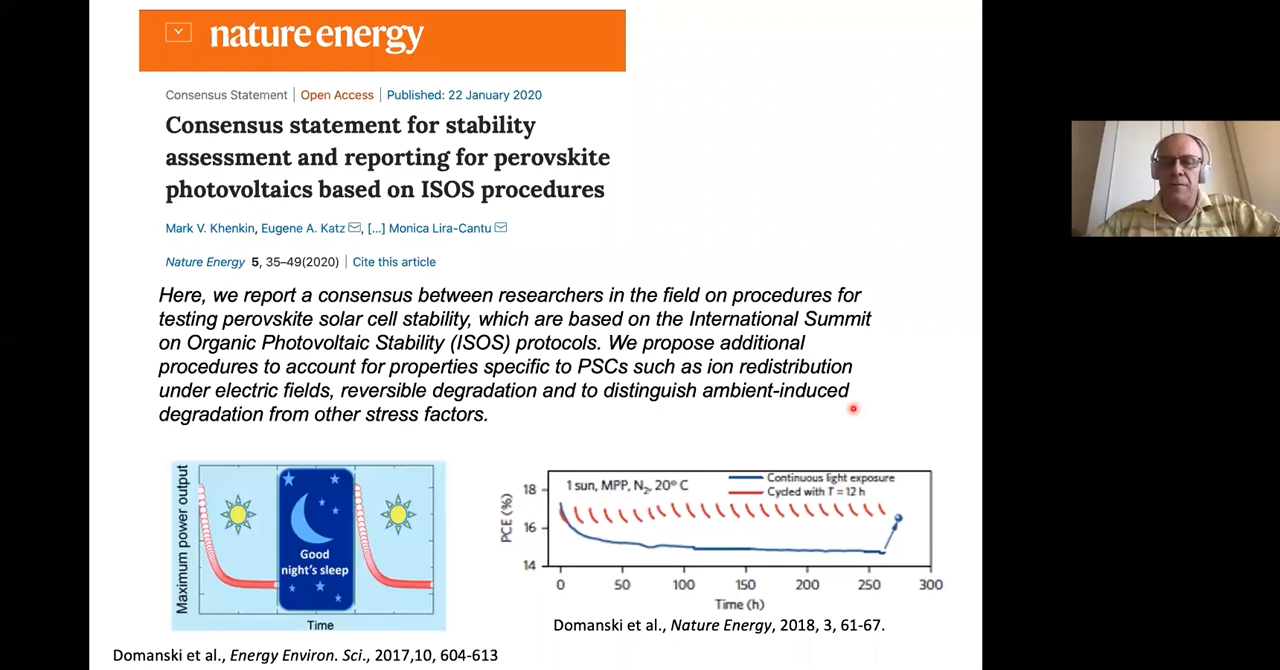 nature energy
Consensus Statement | Open Access | Published: 22 January 2020
Consensus statement for stability
assessment and reporting for perovskite
photovoltaics based on ISOS procedures
Mark V. Khenkin, Eugene A. Katz, [...] Monica Lira-Cantu
Nature Energy 5, 35–49(2020) | Cite this article
Here, we report a consensus between researchers in the field on procedures for
testing perovskite solar cell stability, which are based on the International Summit
on Organic Photovoltaic Stability (ISOS) protocols. We propose additional
procedures to account for properties specific to PSCs such as ion redistribution
under electric fields, reversible degradation and to distinguish ambient-induced
degradation from other stress factors.
Maximum power output
Good
night's sleep
Time
Domanski et al., Energy Environ. Sci., 2017,10, 604-613
PCE (%)
18
16
14
1 sun, MPP, N2, 20° C
Continuous light exposure
Cycled with T = 12 h
0 50 100 150 200 250 300
Time (h)
Domanski et al., Nature Energy, 2018, 3, 61-67.